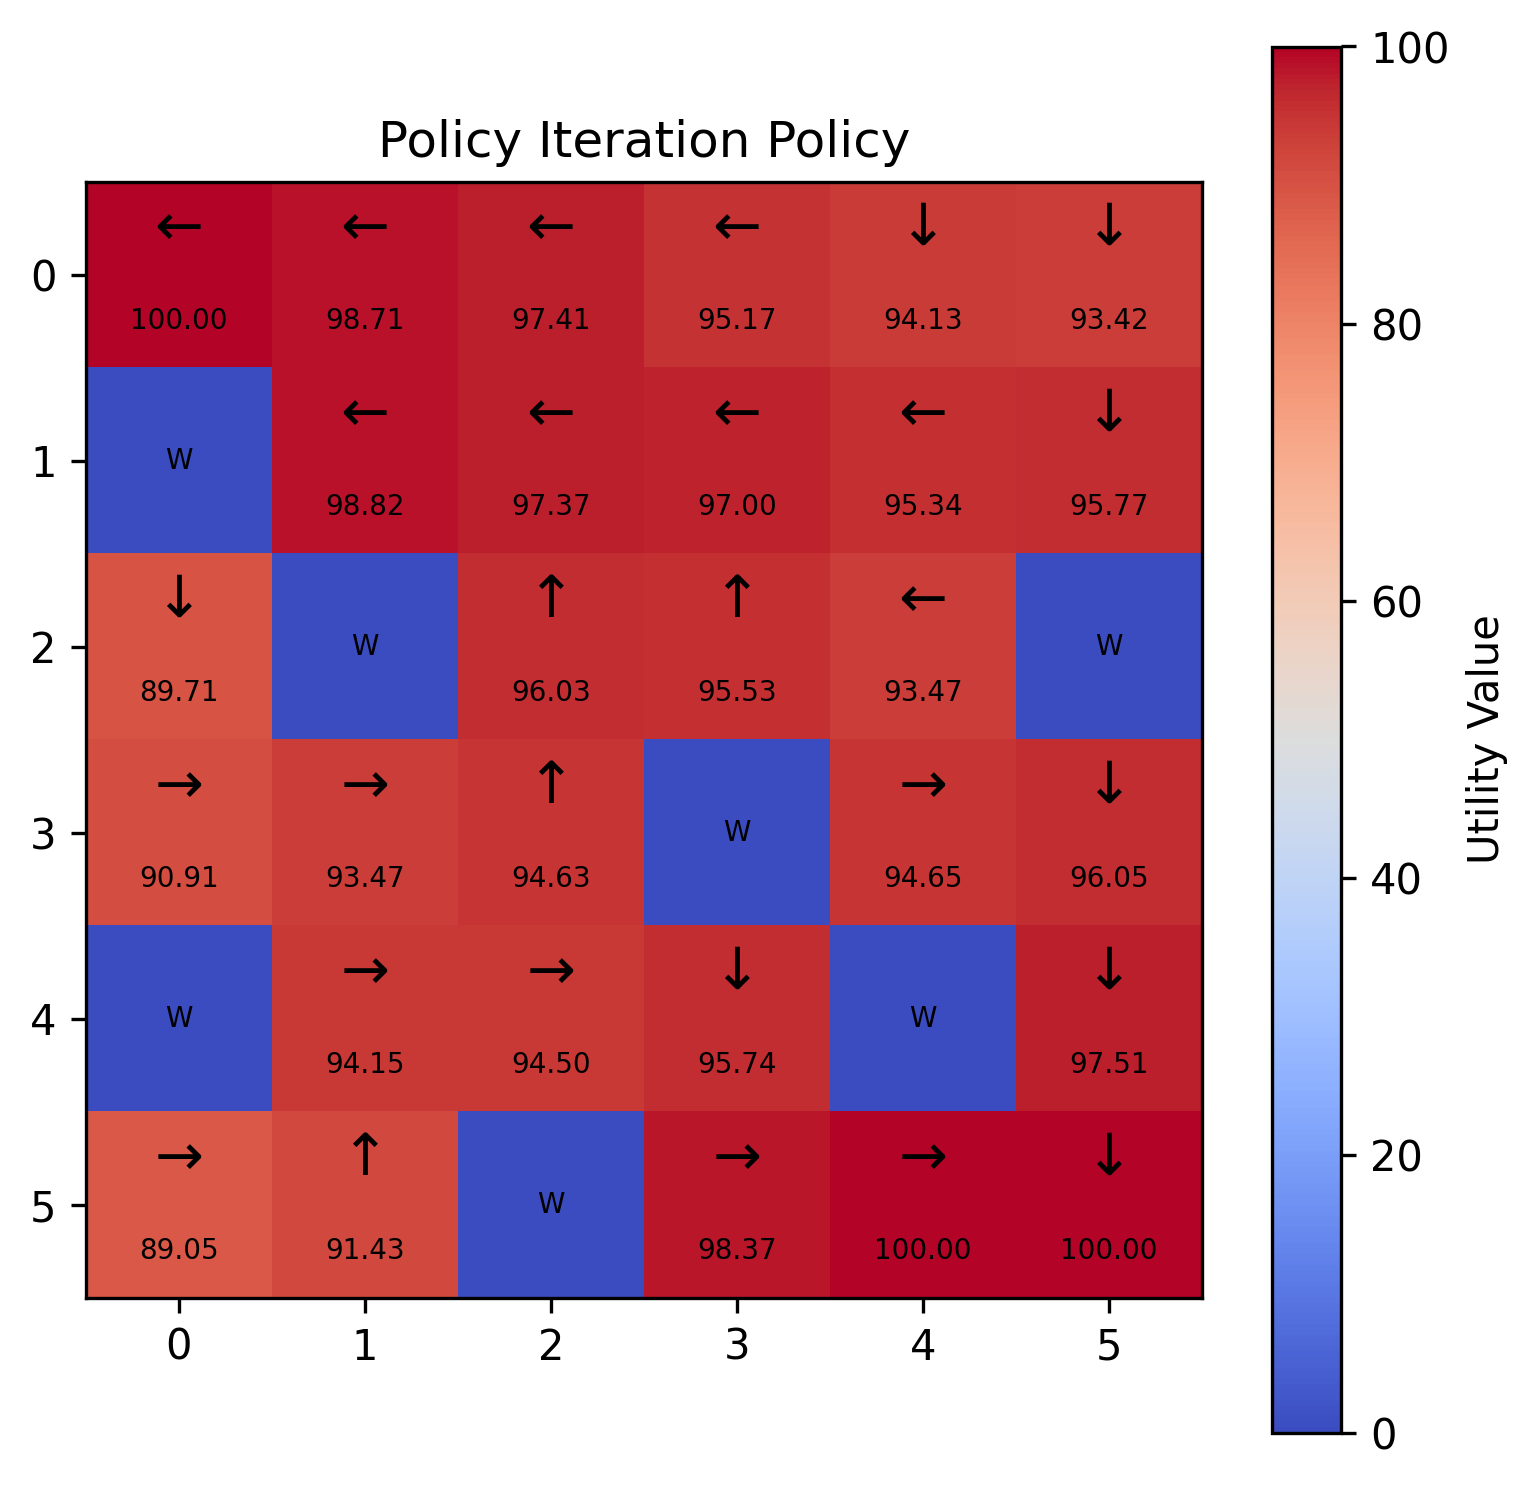 Policy Iteration Policy
← ← ← ← ↓ ↓
0
100.00 98.71 97.41 95.17 94.13 93.42
← ← ← ← ↓
1 W
98.82 97.37 97.00 95.34 95.77
↓ ↑ ↑ ←
2 W W
89.71 96.03 95.53 93.47
→ → ↑ → ↓
3 W
90.91 93.47 94.63 94.65 96.05
→ → ↓ ↓
4 W W
94.15 94.50 95.74 97.51
→ ↑ → → ↓
5 W
89.05 91.43 98.37 100.00 100.00
0 1 2 3 4 5
100
80
60
40
20
0
Utility Value